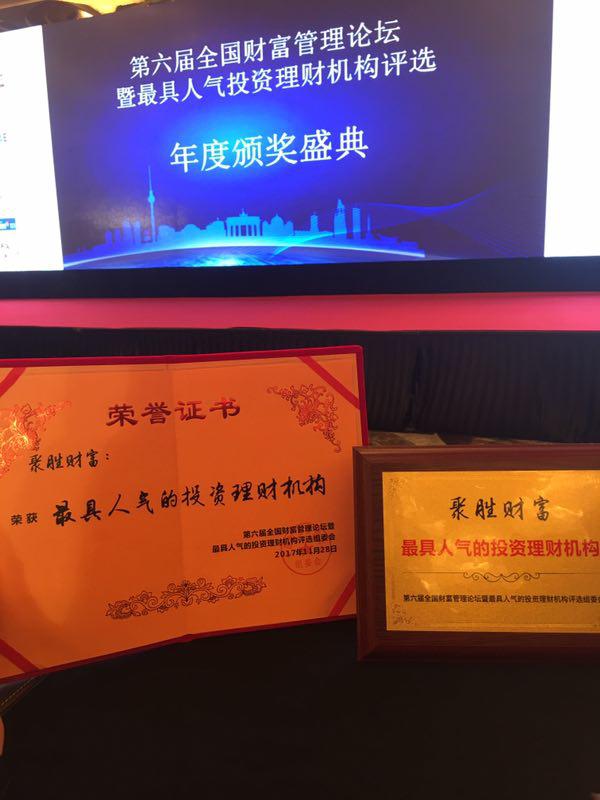 第六届全国财富管理论坛
暨最具人气投资理财机构评选
年度颁奖盛典
荣誉证书
聚胜财富：
荣获 最具人气的投资理财机构
第六届全国财富管理论坛暨
最具人气的投资理财机构评选组委会
2017年11月28日
组委会
聚胜财富
最具人气的投资理财机构
第六届全国财富管理论坛暨最具人气的投资理财机构评选组委会